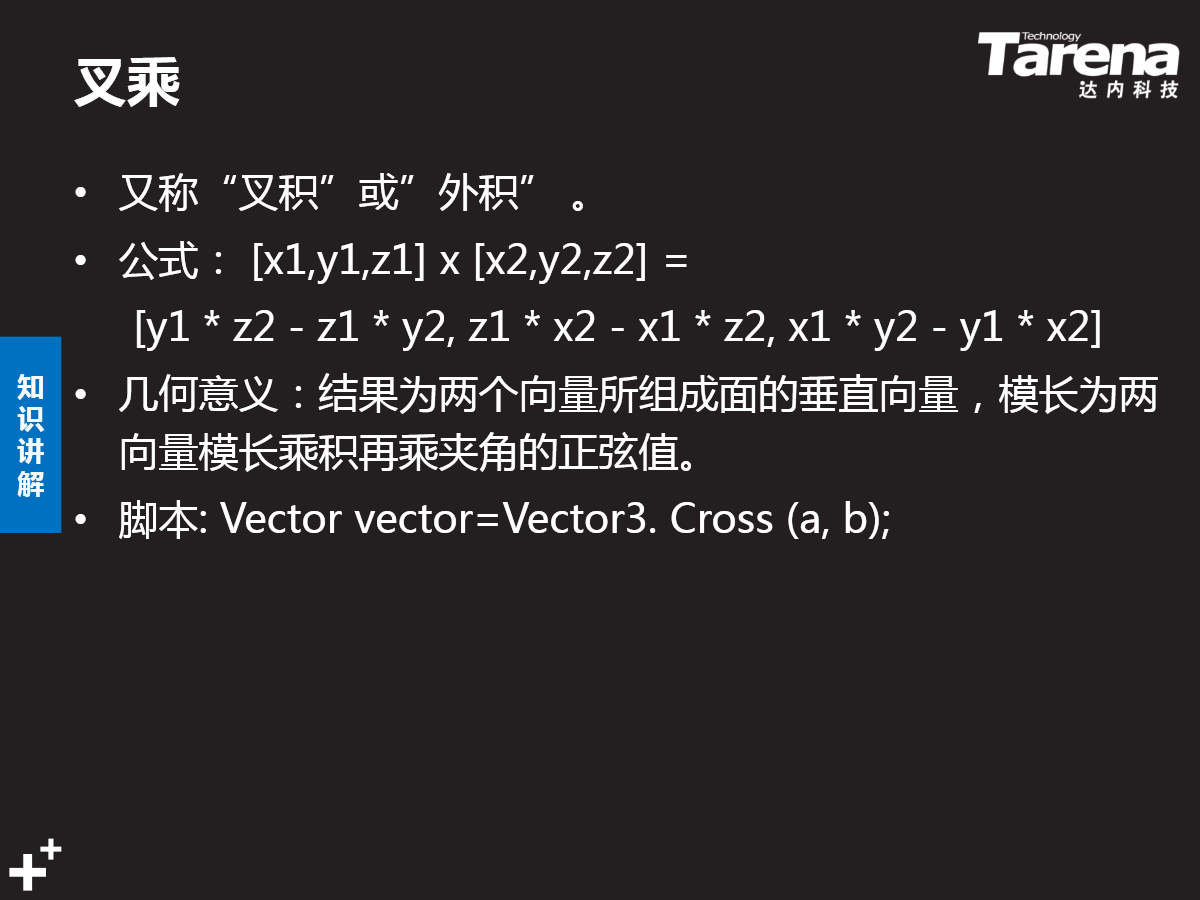 叉乘
Technology
Tarena
达内科技
• 又称“叉积”或”外积” 。
• 公式： [x1,y1,z1] x [x2,y2,z2] =
[y1 * z2 - z1 * y2, z1 * x2 - x1 * z2, x1 * y2 - y1 * x2]
• 几何意义：结果为两个向量所组成面的垂直向量，模长为两
向量模长乘积再乘夹角的正弦值。
• 脚本: Vector vector=Vector3. Cross (a, b);
知识讲解